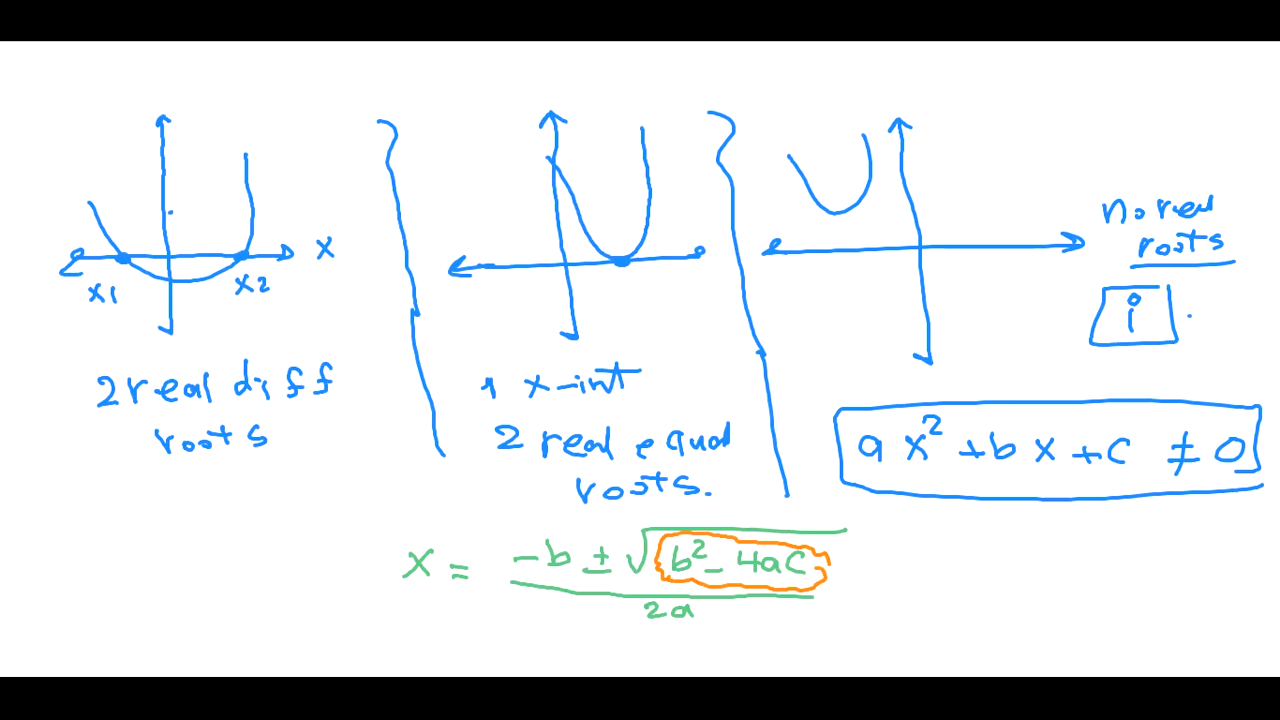 x
x1
x2
2 real diff
roots
1 x-int
2 real equal
roots.
no real
roots
i
ax²+bx+c ≠ 0
x = -b ± √b²-4ac
2a